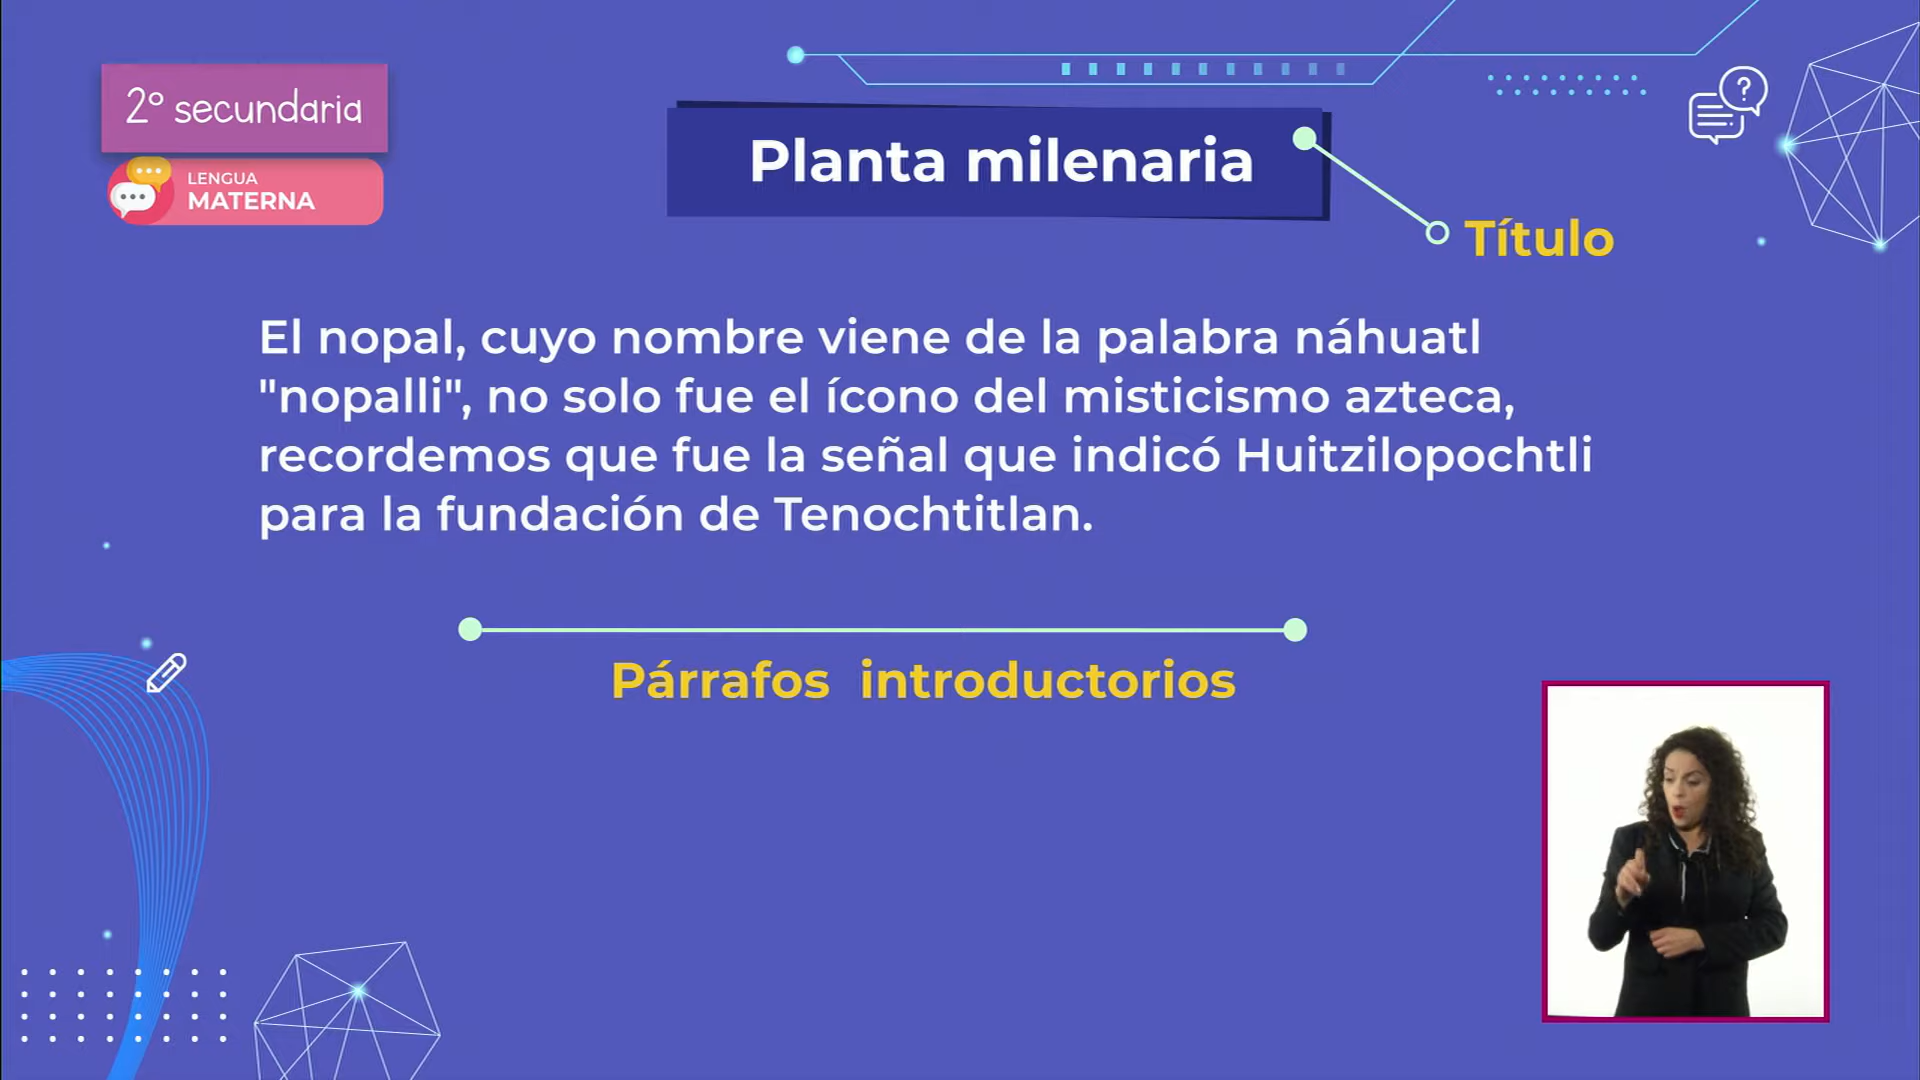 2° secundaria
LENGUA
MATERNA
Planta milenaria
Título
El nopal, cuyo nombre viene de la palabra náhuatl
"nopalli", no solo fue el ícono del misticismo azteca,
recordemos que fue la señal que indicó Huitzilopochtli
para la fundación de Tenochtitlan.
Párrafos introductorios